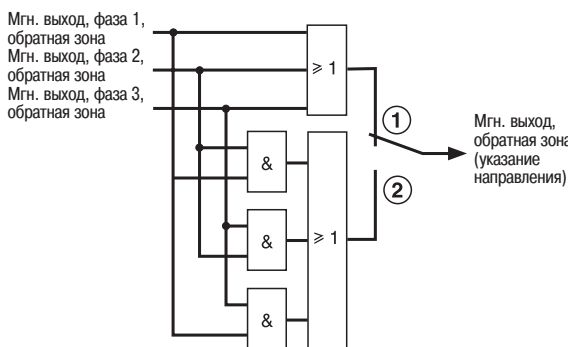 Мгн. выход, фаза 1,
обратная зона
Мгн. выход, фаза 2,
обратная зона
Мгн. выход, фаза 3,
обратная зона
⩾ 1
1
Мгн. выход,
обратная зона
(указание
направления)
&
2
&
⩾ 1
&